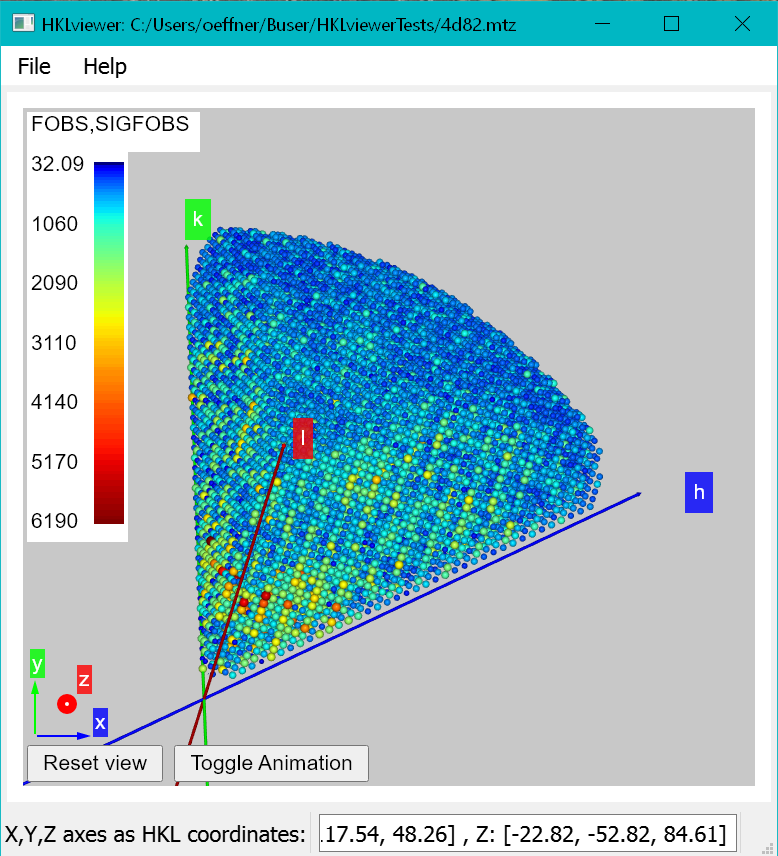 HKLviewer: C:/Users/oeffner/Buser/HKLviewerTests/4d82.mtz
File Help
FOBS,SIGFOBS
32.09
1060
2090
3110
4140
5170
6190
k
l
h
y
z
x
Reset view Toggle Animation
X,Y,Z axes as HKL coordinates: .17.54, 48.26] , Z: [-22.82, -52.82, 84.61]